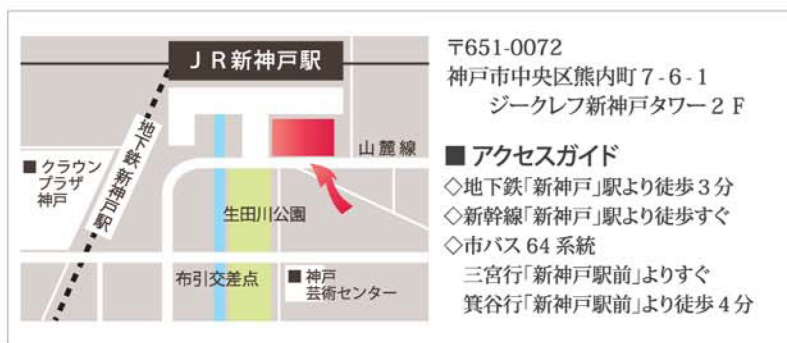 JR新神戸駅
地下鉄新神戸駅
■クラウン
プラザ
神戸
山麓線
生田川公園
布引交差点
■神戸
芸術センター
〒651-0072
神戸市中央区熊内町7-6-1
ジークレフ新神戸タワー2F
■アクセスガイド
◇地下鉄「新神戸」駅より徒歩3分
◇新幹線「新神戸」駅より徒歩すぐ
◇市バス64系統
三宮行「新神戸駅前」よりすぐ
箕谷行「新神戸駅前」より徒歩4分